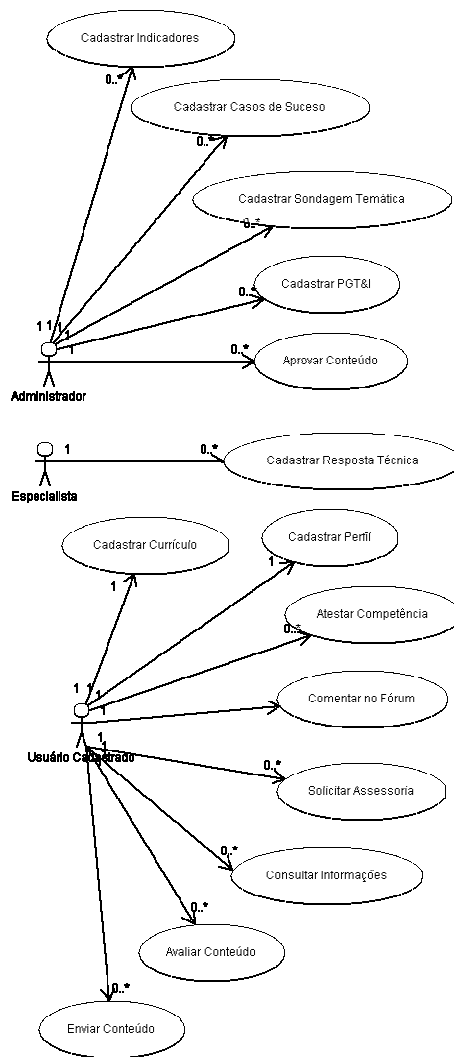 Cadastrar Indicadores
0..*
Cadastrar Casos de Suceso
0..*
Cadastrar Sondagem Temática
0..*
Cadastrar PGT&I
0..*
1 1 1 1
1
0..*
Aprovar Conteúdo
Administrador
1
0..*
Cadastrar Resposta Técnica
Especialista
Cadastrar Currículo
Cadastrar Perfil
1
1
Atestar Competência
0..*
1 1 1
1
Comentar no Fórum
1
1
Usuário Cadastrado
0..*
Solicitar Assessoria
0..*
Consultar Informações
0..*
Avaliar Conteúdo
0..*
Enviar Conteúdo